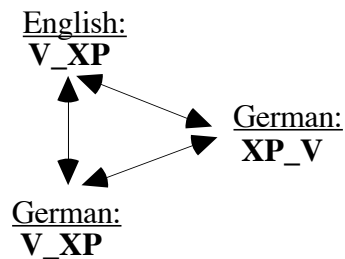 English:
V_XP
German:
XP_V
German:
V_XP